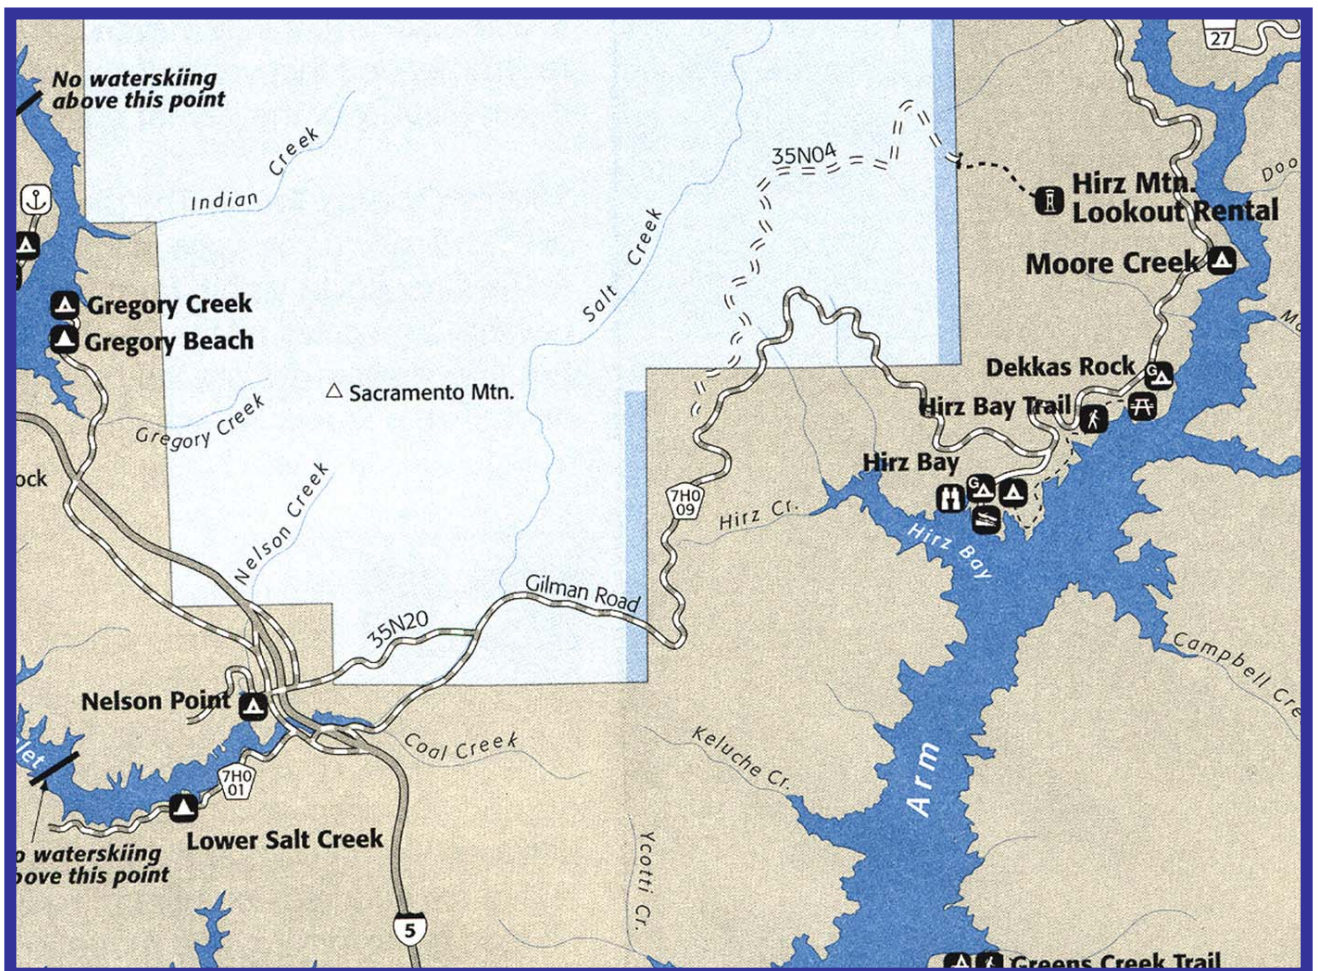 27
No waterskiing
above this point
Indian Creek
Salt Creek
35N04
Hirz Mtn.
Lookout Rental
Moore Creek
Gregory Creek
Gregory Beach
Sacramento Mtn.
Gregory Creek
Dekkas Rock
G
Hirz Bay Trail
Hirz Bay
G
Nelson Creek
7H0
09
Hirz Cr.
Hirz Bay
Gilman Road
35N20
Campbell Cre
Nelson Point
Coal Creek
Keluche Cr.
Arm
7H0
01
Lower Salt Creek
waterskiing
this point
Ycotti Cr.
5
Greens Creek Trail